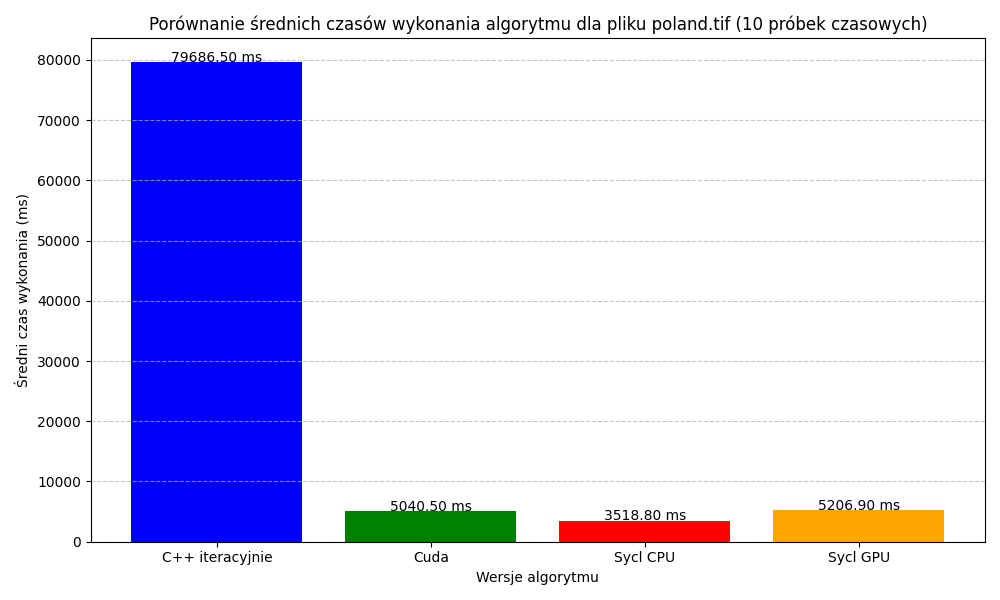 Porównanie średnich czasów wykonania algorytmu dla pliku poland.tif (10 próbek czasowych)
Średni czas wykonania (ms)
80000
70000
60000
50000
40000
30000
20000
10000
0
79686.50 ms
5040.50 ms
3518.80 ms
5206.90 ms
C++ iteracyjnie
Cuda
Sycl CPU
Sycl GPU
Wersje algorytmu